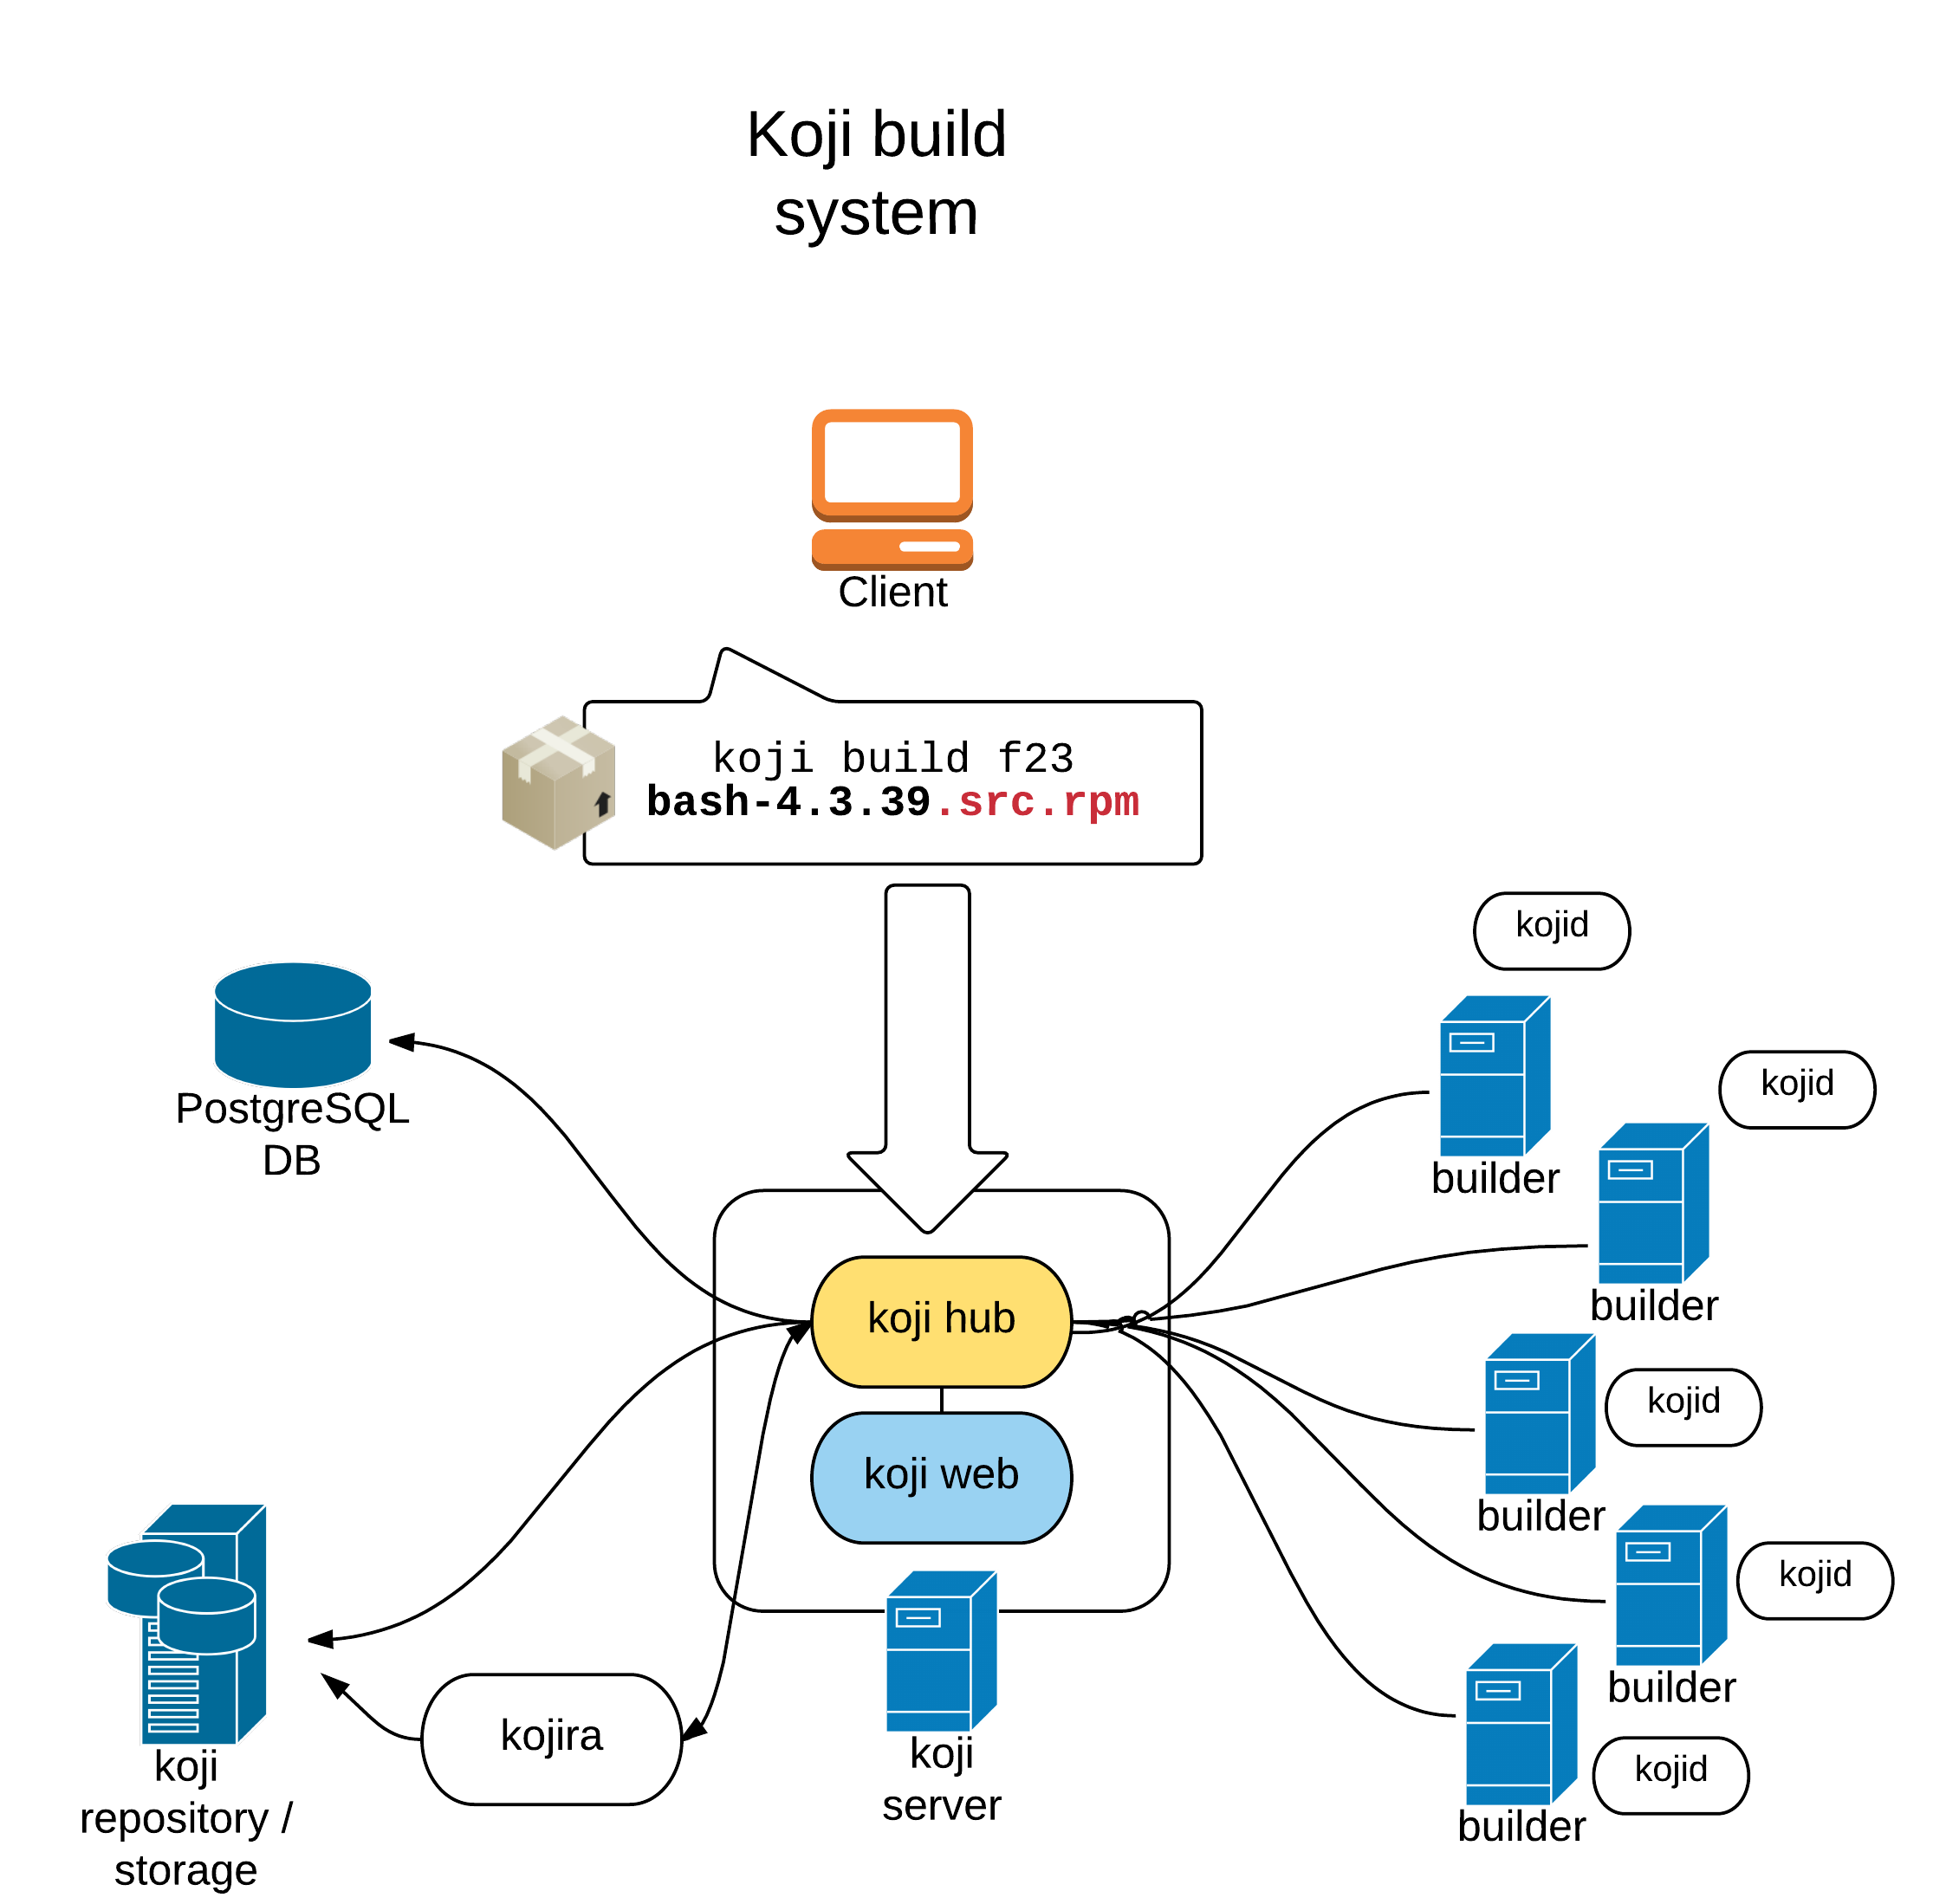 Koji build
system
Client
koji build f23
bash-4.3.39.src.rpm
kojid
PostgreSQL
DB
kojid
builder
koji hub
builder
kojid
koji web
builder
kojid
koji
repository /
storage
kojira
koji
server
builder
kojid
builder